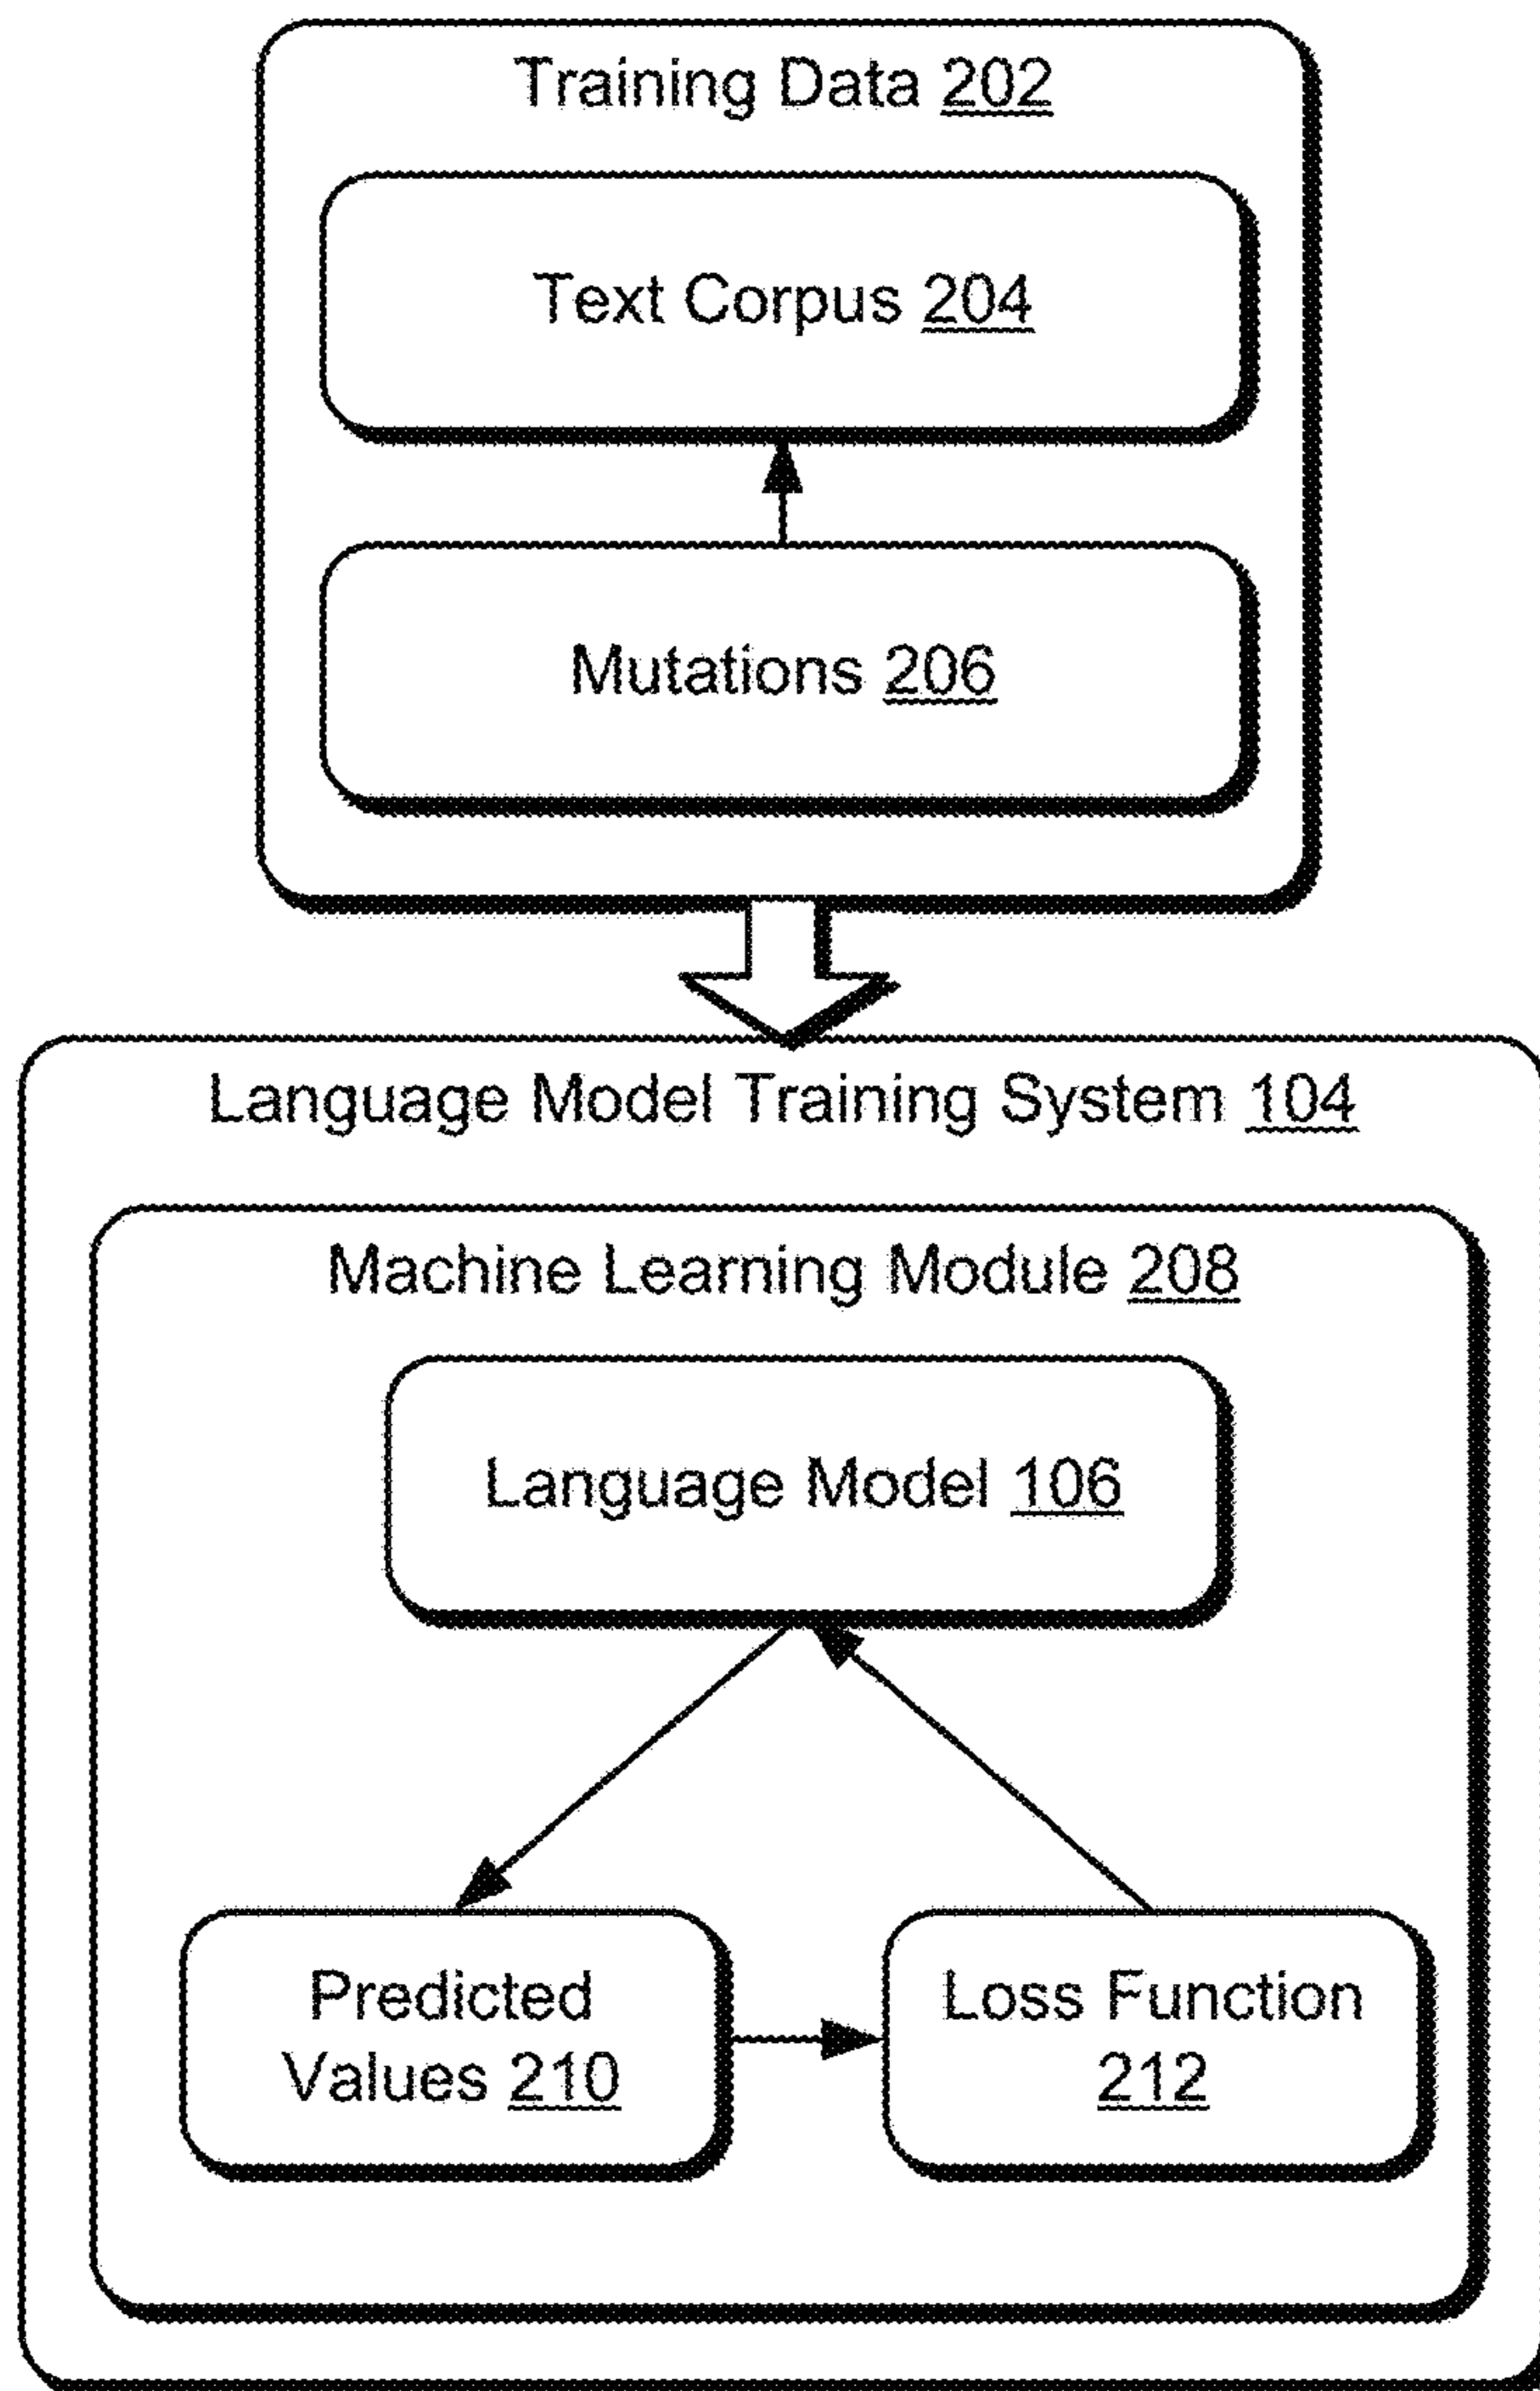 Training Data 202
Text Corpus 204
Mutations 206
Language Model Training System 104
Machine Learning Module 208
Language Model 106
Predicted
Values 210
Loss Function
212